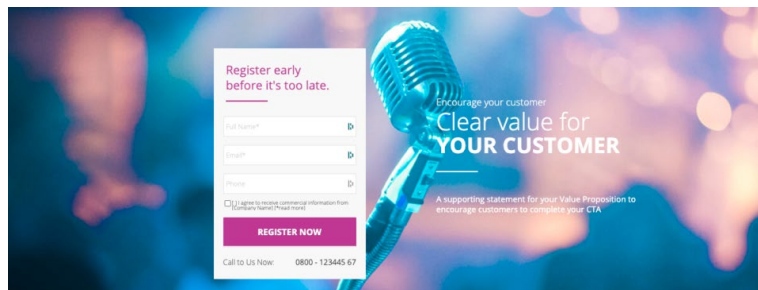 Register early
before it's too late.
Full Name*
Email*
Phone
[ ] I agree to receive commercial information from
[Company Name] [*read more]
REGISTER NOW
Call to Us Now: 0800 - 123445 67
Encourage your customer
Clear value for
YOUR CUSTOMER
A supporting statement for your Value Proposition to
encourage customers to complete your CTA